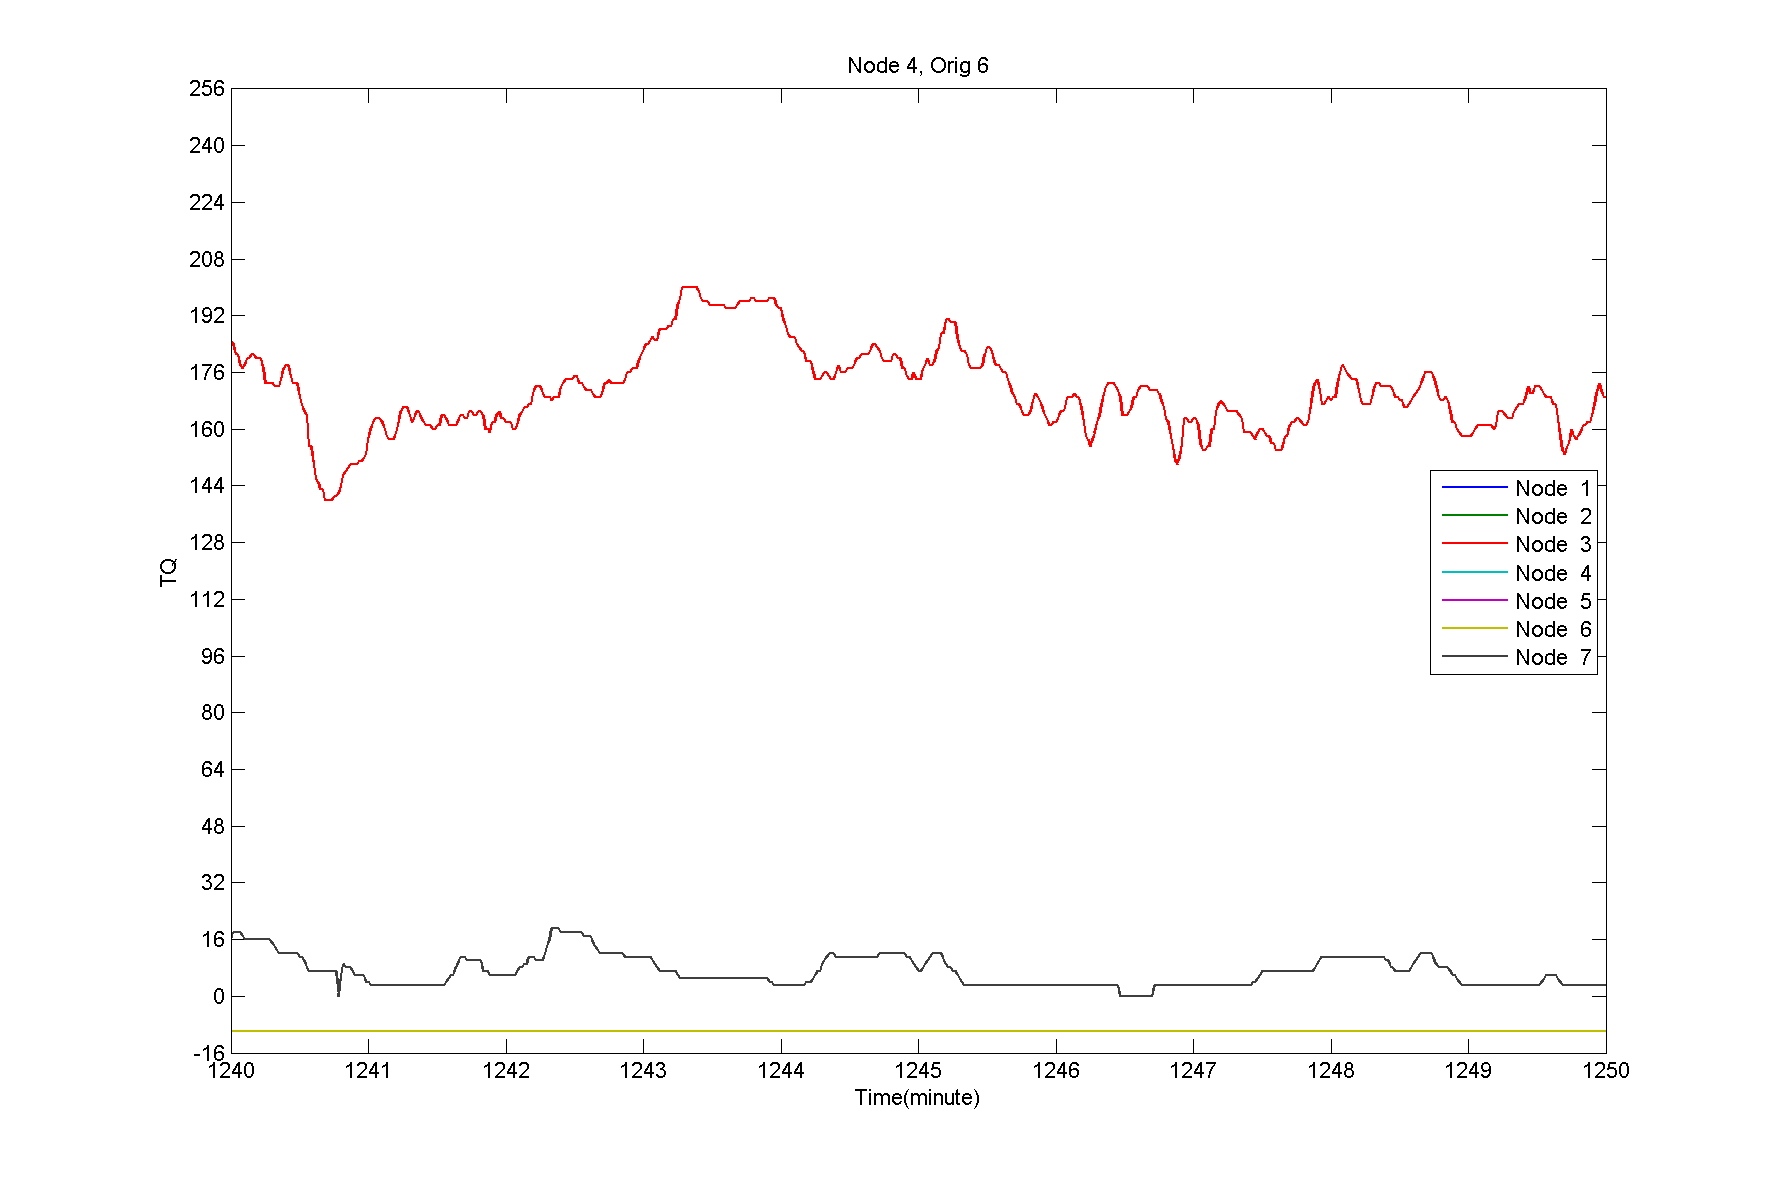 Node 4, Orig 6
256
240
224
208
192
176
160
144
128
112
96
80
64
48
32
16
0
-16
TQ
Node 1
Node 2
Node 3
Node 4
Node 5
Node 6
Node 7
1240 1241 1242 1243 1244 1245 1246 1247 1248 1249 1250
Time(minute)